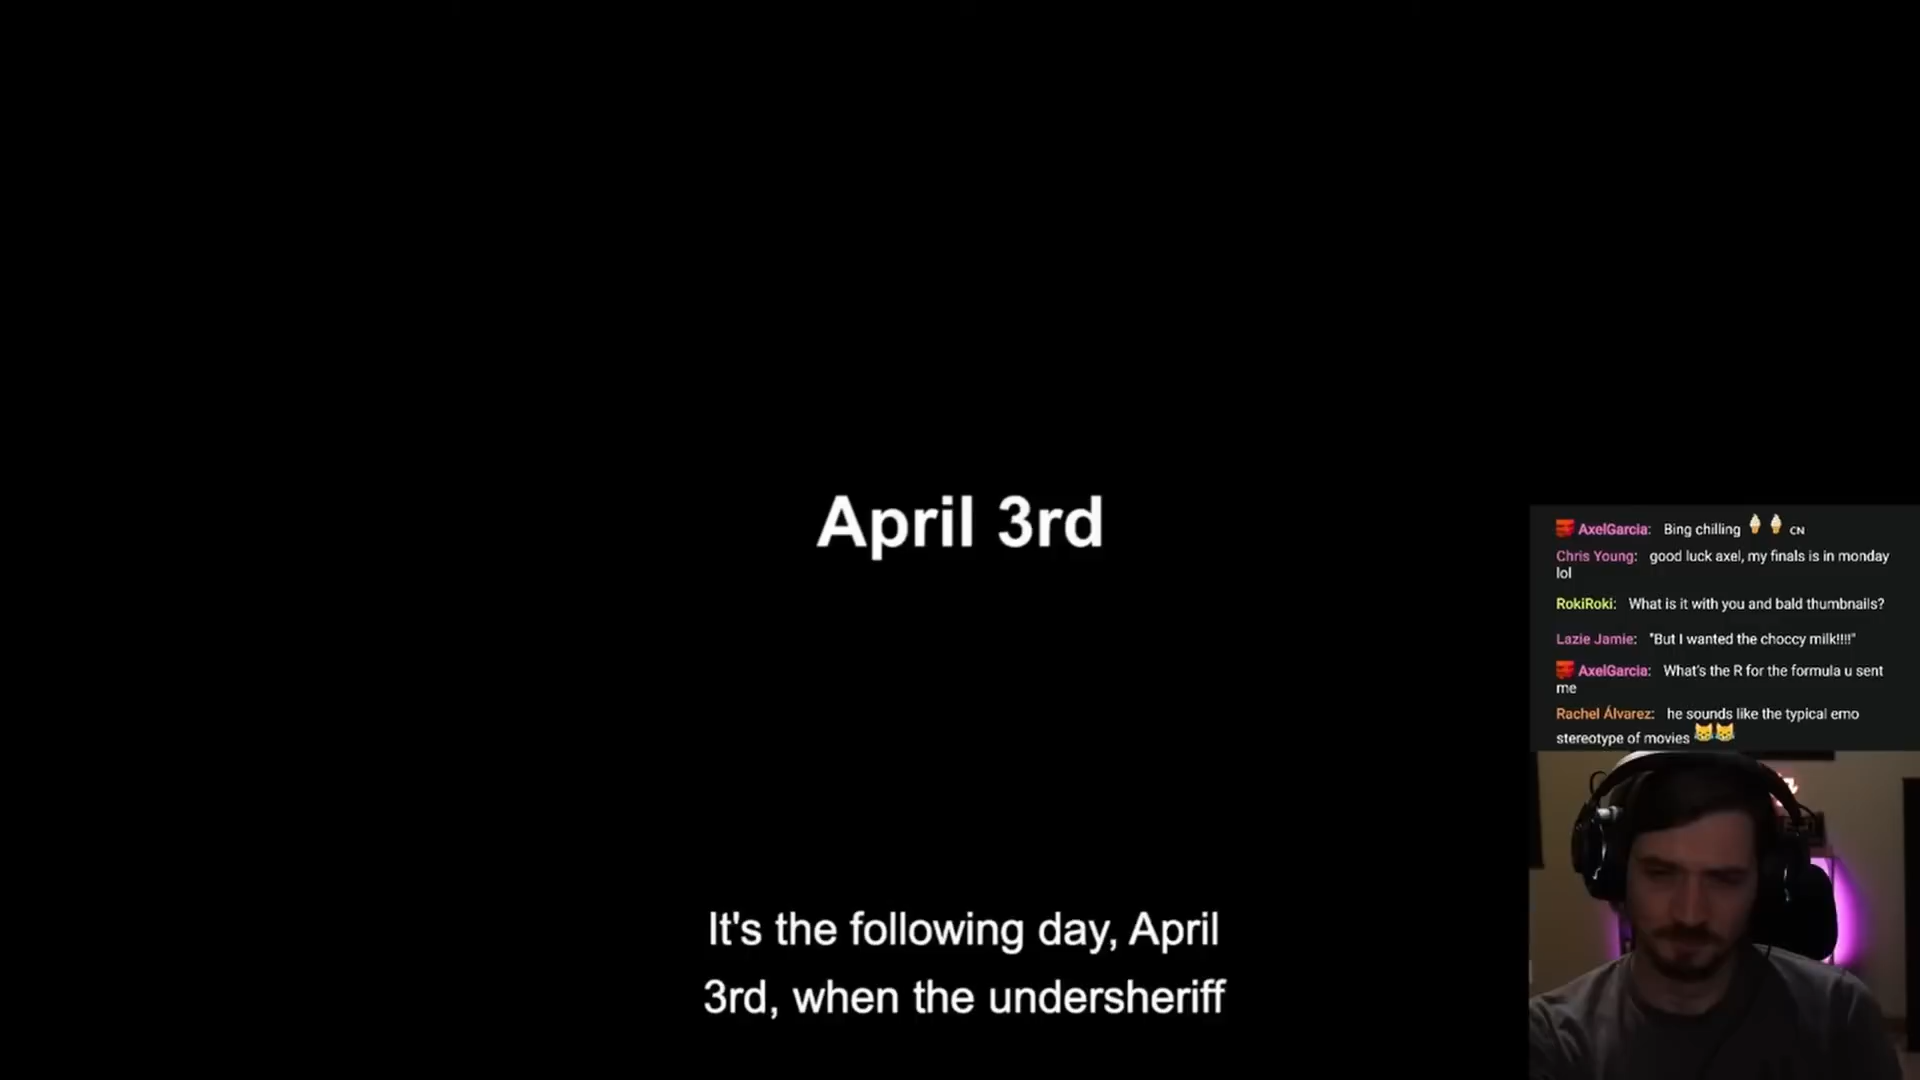 April 3rd
It's the following day, April
3rd, when the undersheriff
AxelGarcia: Bing chilling 🍦 🍦 CN
Chris Young: good luck axel, my finals is in monday
lol
RokiRoki: What is it with you and bald thumbnails?
Lazie Jamie: "But I wanted the choccy milk!!!!"
AxelGarcia: What's the R for the formula u sent
me
Rachel Álvarez: he sounds like the typical emo
stereotype of movies 😹😹